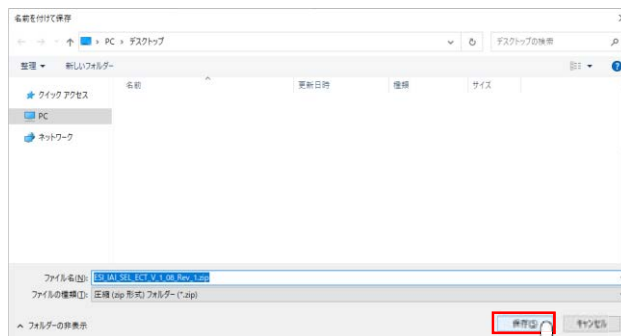 名前を付けて保存
PC › デスクトップ
デスクトップの検索
整理 新しいフォルダー
名前 更新日時 種類 サイズ
クイック アクセス
PC
ネットワーク
ファイル名(N): ESI_IAI_SEL_ECT_V_1_08_Rev_1.zip
ファイルの種類(T): 圧縮 (zip 形式) フォルダー (*.zip)
フォルダーの非表示 保存(S) キャンセル